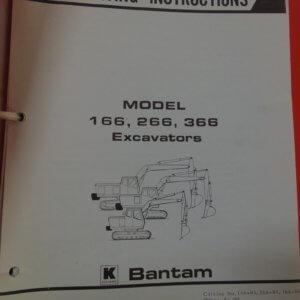 INSTRUCTIONS
MODEL
166, 266, 366
Excavators
K
Bantam